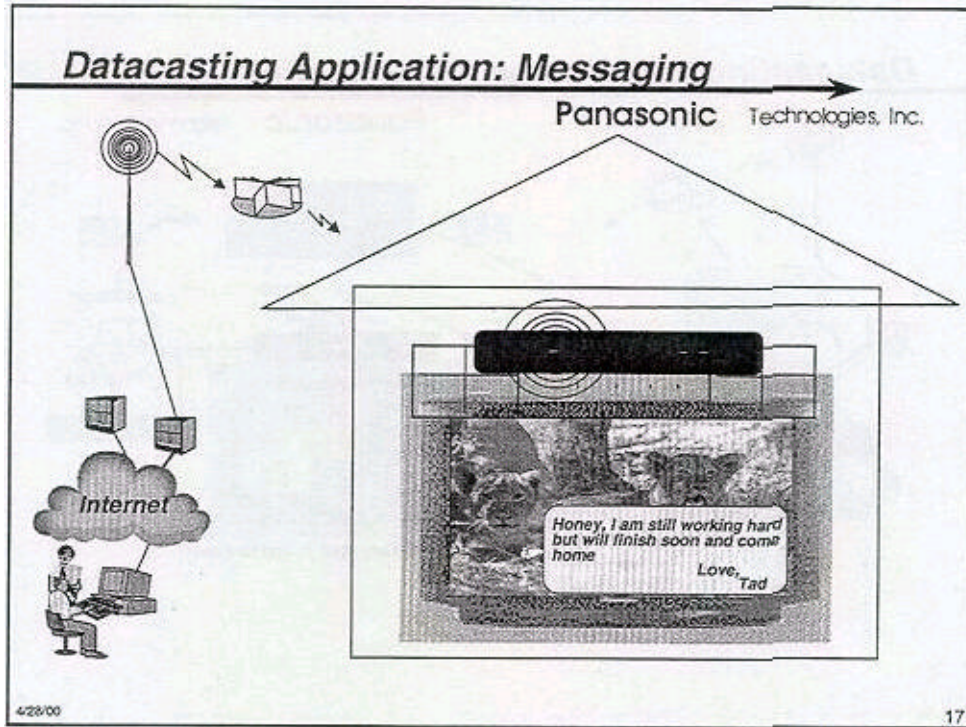 Datacasting Application: Messaging
Panasonic Technologies, Inc.
Internet
Honey, I am still working hard
but will finish soon and come
home
Love,
Tad
4/28/00
17